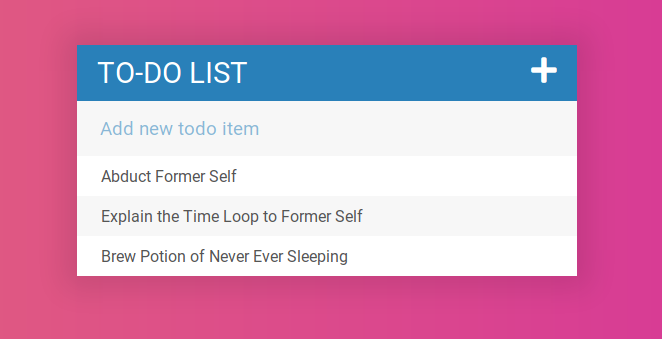 TO-DO LIST
Add new todo item
Abduct Former Self
Explain the Time Loop to Former Self
Brew Potion of Never Ever Sleeping